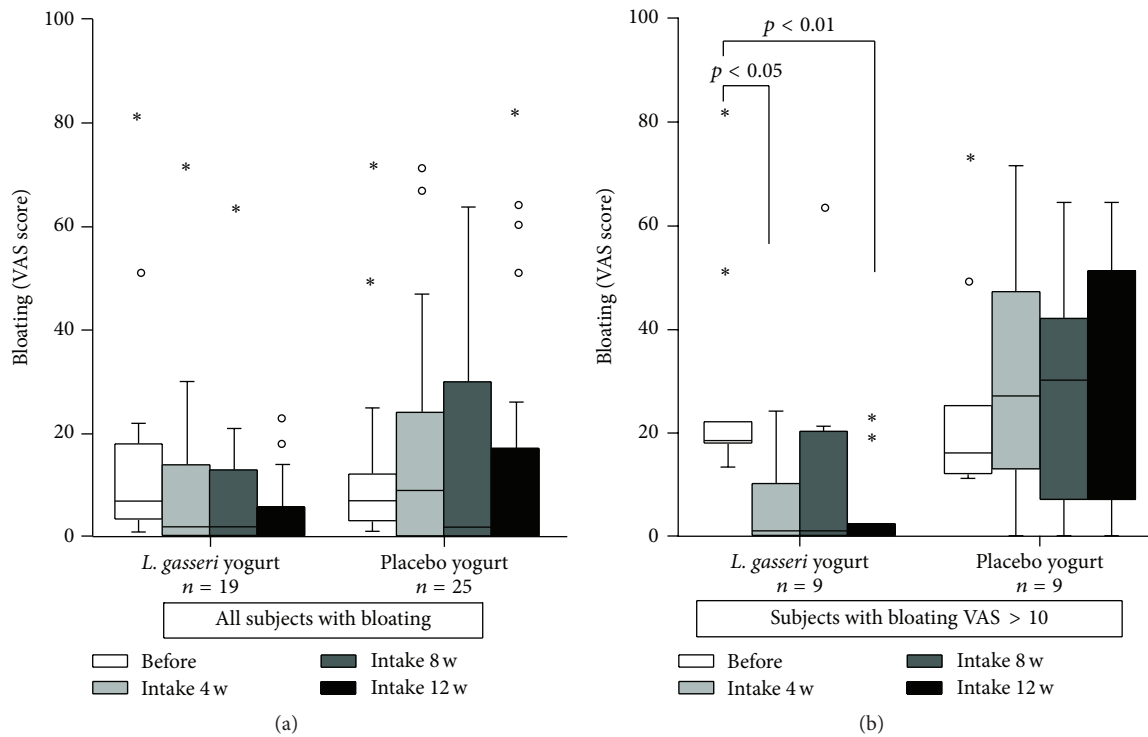 100
80
60
40
20
0
Bloating (VAS score)
*
*
*
*
*
*
L. gasseri yogurt
n = 19
Placebo yogurt
n = 25
All subjects with bloating
Before
Intake 4 w
Intake 8 w
Intake 12 w
(a)
100
80
60
40
20
0
Bloating (VAS score)
p < 0.01
p < 0.05
*
*
*
*
*
L. gasseri yogurt
n = 9
Placebo yogurt
n = 9
Subjects with bloating VAS > 10
Before
Intake 4 w
Intake 8 w
Intake 12 w
(b)